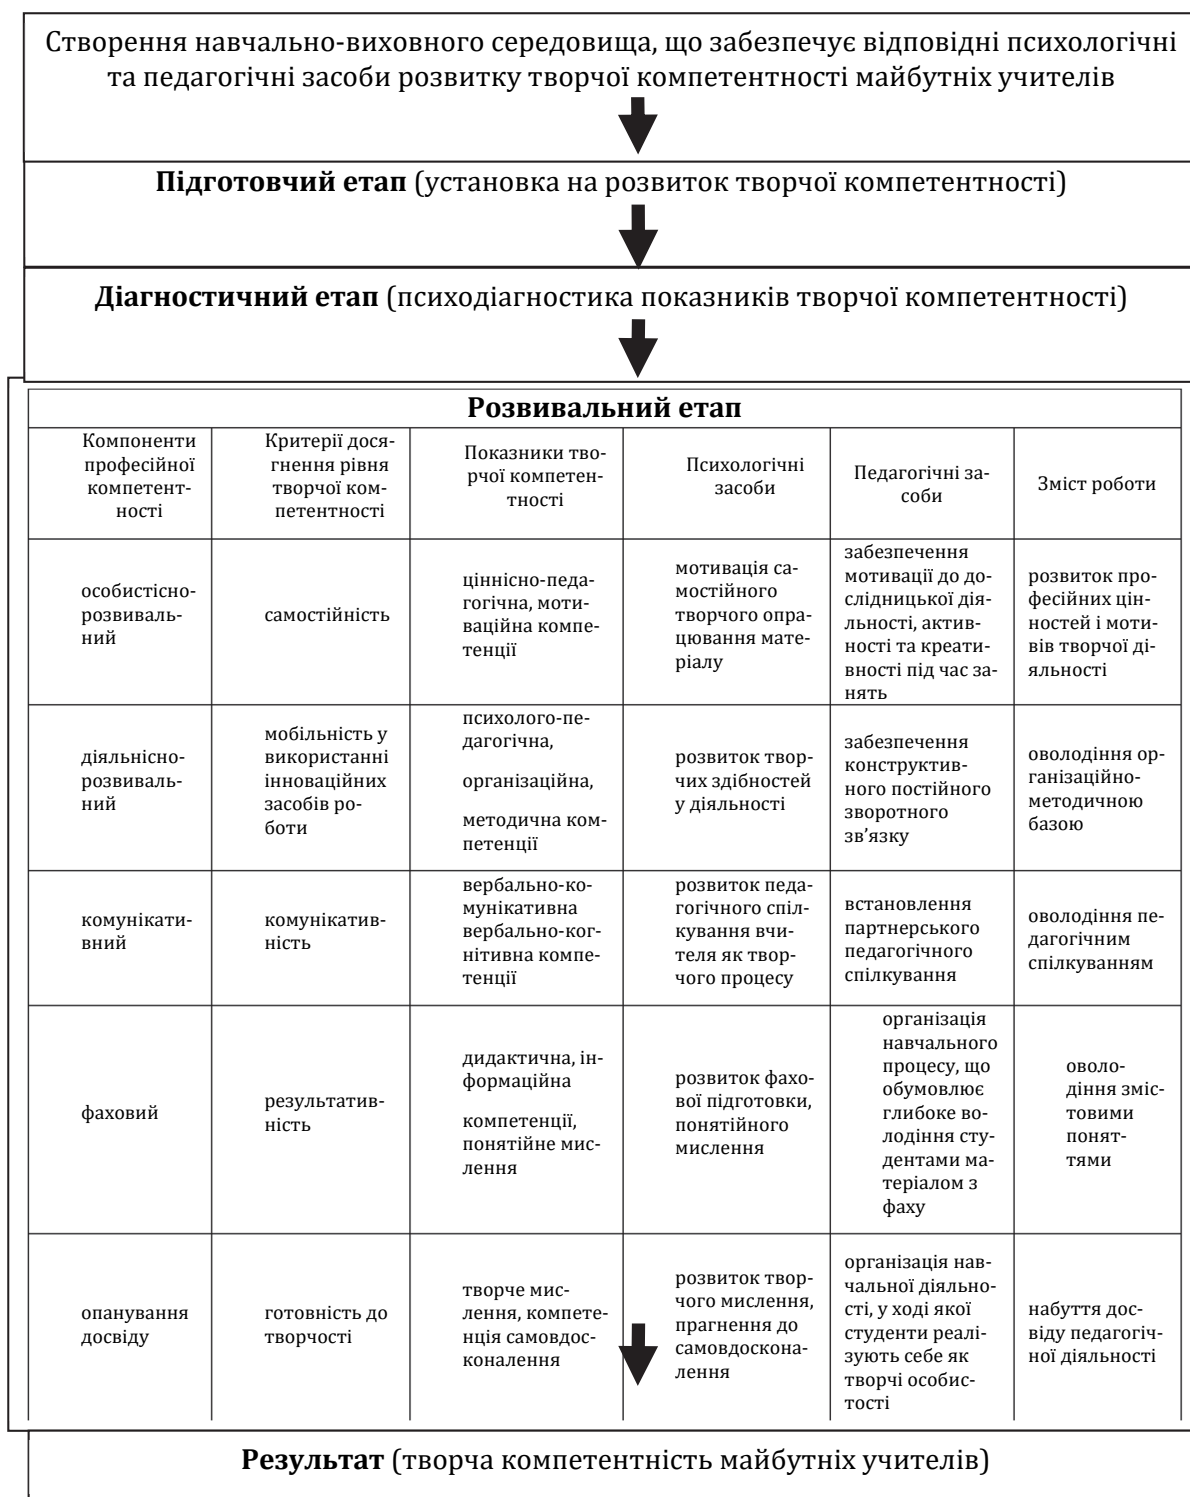 Створення навчально-виховного середовища, що забезпечує відповідні психологічні
та педагогічні засоби розвитку творчої компетентності майбутніх учителів
Підготовчий етап (установка на розвиток творчої компетентності)
Діагностичний етап (психодіагностика показників творчої компетентності)
Розвивальний етап
Компоненти
професійної
компетент-
ності
Критерії дося-
гнення рівня
творчої ком-
петентності
Показники тво-
рчої компетен-
тності
Психологічні
засоби
Педагогічні за-
соби
Зміст роботи
особистісно-
розвиваль-
ний
самостійність
ціннісно-педа-
гогічна, моти-
ваційна компе-
тенції
мотивація са-
мостійного
творчого опра-
цювання мате-
ріалу
забезпечення
мотивації до до-
слідницької дія-
льності, актив-
ності та креати-
вності під час за-
нять
розвиток про-
фесійних цін-
ностей і моти-
вів творчої ді-
яльності
діяльнісно-
розвиваль-
ний
мобільність у
використанні
інноваційних
засобів ро-
боти
психолого-пе-
дагогічна,
організаційна,
методична ком-
петенції
розвиток твор-
чих здібностей
у діяльності
забезпечення
конструктив-
ного постійного
зворотного
зв’язку
оволодіння ор-
ганізаційно-
методичною
базою
комунікати-
вний
комунікатив-
ність
вербально-ко-
мунікативна
вербально-ког-
нітивна компе-
тенції
розвиток педа-
гогічного спіл-
кування вчи-
теля як твор-
чого процесу
встановлення
партнерського
педагогічного
спілкування
оволодіння пе-
дагогічним
спілкуванням
фаховий
результатив-
ність
дидактична, ін-
формаційна
компетенції,
понятійне мис-
лення
розвиток фахо-
вої підготовки,
понятійного
мислення
організація
навчального
процесу, що
обумовлює
глибоке во-
лодіння сту-
дентами ма-
теріалом з
фаху
оволо-
діння зміс-
товими
понят-
тями
опанування
досвіду
готовність до
творчості
творче мис-
лення, компете-
нція самовдос-
коналення
розвиток твор-
чого мислення,
прагнення до
самовдоскона-
лення
організація нав-
чальної діяльно-
сті, у ході якої
студенти реалі-
зують себе як
творчі особис-
тості
набуття дос-
віду педагогіч-
ної діяльності
Результат (творча компетентність майбутніх учителів)